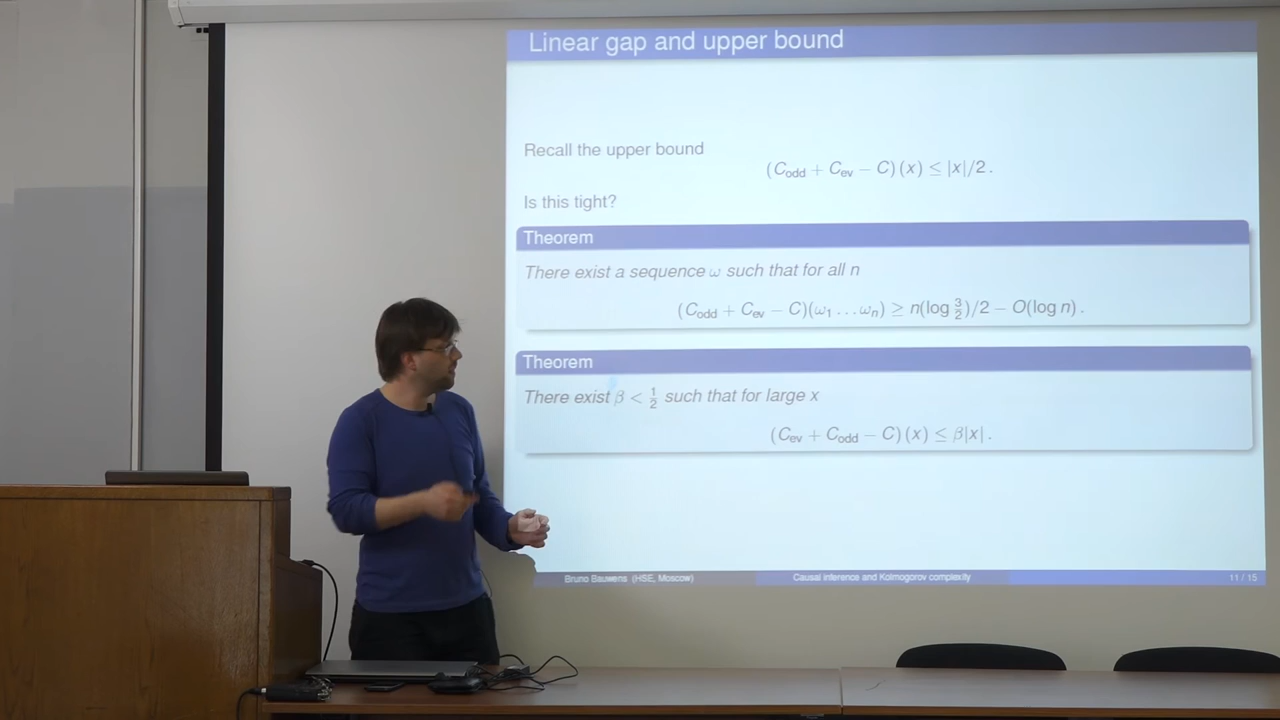 Linear gap and upper bound
Recall the upper bound
(C_odd + C_ev − C)(x) ≤ |x|/2.
Is this tight?
Theorem
There exist a sequence ω such that for all n
(C_odd + C_ev − C)(ω₁ … ωₙ) ≥ n(log 3/2)/2 − O(log n).
Theorem
There exist β < 1/2 such that for large x
(C_ev + C_odd − C)(x) ≤ β|x|.
Bruno Bauwens (HSE, Moscow) Causal inference and Kolmogorov complexity 11 / 15